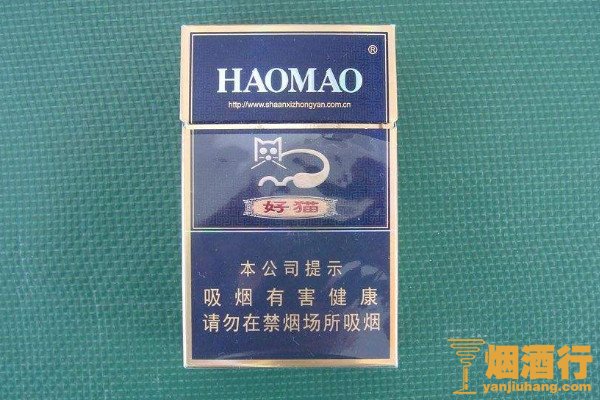 HAOMAO®
http://www.shaanxizhongyan.com.cn
好猫
本公司提示
吸烟有害健康
请勿在禁烟场所吸烟
烟酒行
yanjiuhang.com